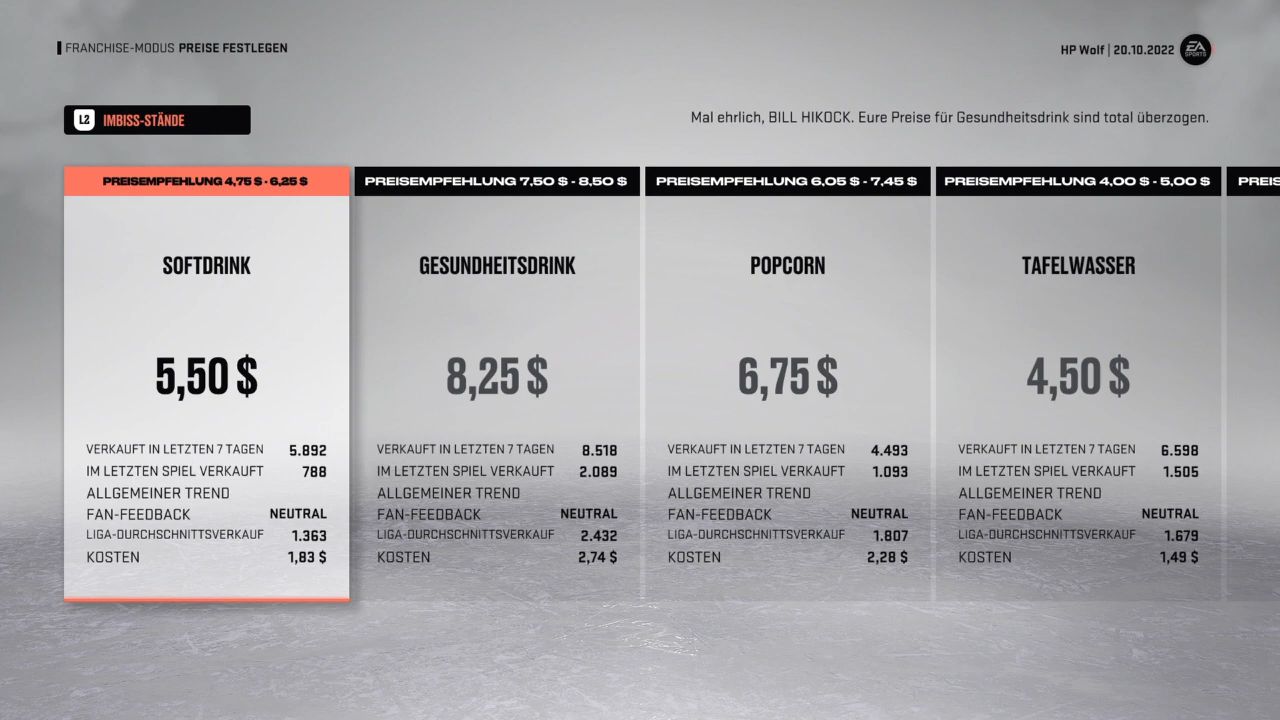 FRANCHISE-MODUS PREISE FESTLEGEN
HP Wolf | 20.10.2022
EA SPORTS
L2 IMBISS-STÄNDE
Mal ehrlich, BILL HIKOCK. Eure Preise für Gesundheitsdrink sind total überzogen.
PREISEMPFEHLUNG 4,75 $ - 6,25 $
SOFTDRINK
5,50 $
VERKAUFT IN LETZTEN 7 TAGEN 5.892
IM LETZTEN SPIEL VERKAUFT 788
ALLGEMEINER TREND
FAN-FEEDBACK NEUTRAL
LIGA-DURCHSCHNITTSVERKAUF 1.363
KOSTEN 1,83 $
PREISEMPFEHLUNG 7,50 $ - 8,50 $
GESUNDHEITSDRINK
8,25 $
VERKAUFT IN LETZTEN 7 TAGEN 8.518
IM LETZTEN SPIEL VERKAUFT 2.089
ALLGEMEINER TREND
FAN-FEEDBACK NEUTRAL
LIGA-DURCHSCHNITTSVERKAUF 2.432
KOSTEN 2,74 $
PREISEMPFEHLUNG 6,05 $ - 7,45 $
POPCORN
6,75 $
VERKAUFT IN LETZTEN 7 TAGEN 4.493
IM LETZTEN SPIEL VERKAUFT 1.093
ALLGEMEINER TREND
FAN-FEEDBACK NEUTRAL
LIGA-DURCHSCHNITTSVERKAUF 1.807
KOSTEN 2,28 $
PREISEMPFEHLUNG 4,00 $ - 5,00 $
TAFELWASSER
4,50 $
VERKAUFT IN LETZTEN 7 TAGEN 6.598
IM LETZTEN SPIEL VERKAUFT 1.505
ALLGEMEINER TREND
FAN-FEEDBACK NEUTRAL
LIGA-DURCHSCHNITTSVERKAUF 1.679
KOSTEN 1,49 $